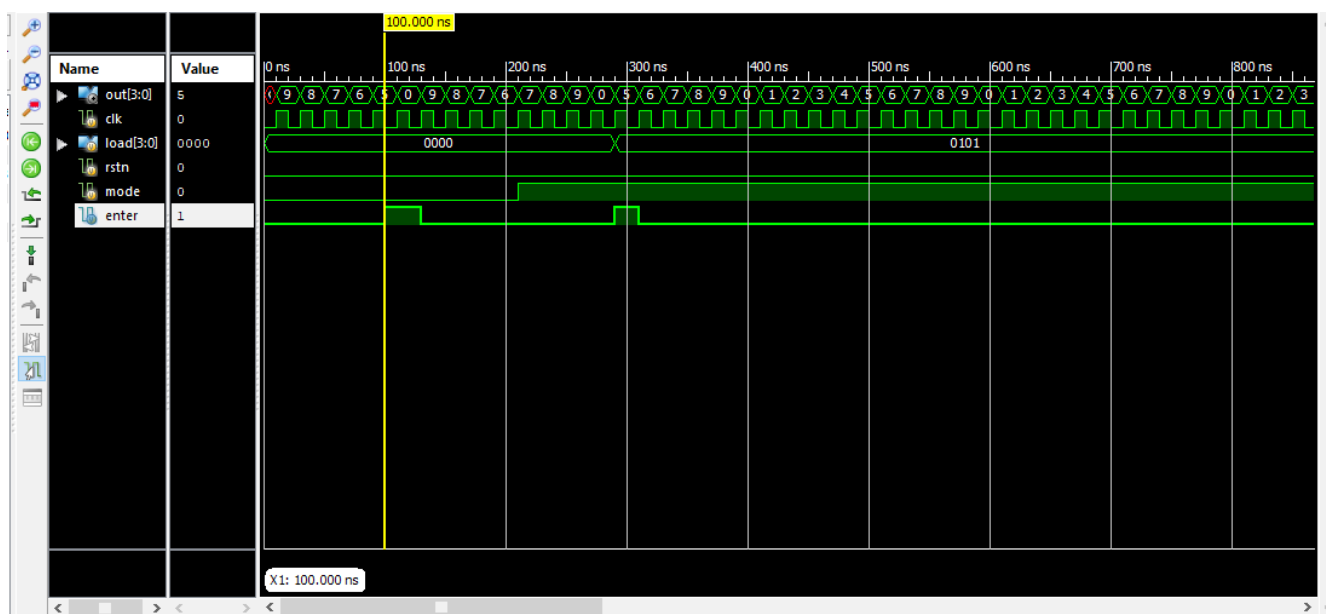 100.000 ns
Name Value 0 ns 100 ns 200 ns 300 ns 400 ns 500 ns 600 ns 700 ns 800 ns
out[3:0] 5 9 8 7 6 5 0 9 8 7 6 7 8 9 0 5 6 7 8 9 0 1 2 3 4 5 6 7 8 9 0 1 2 3 4 5 6 7 8 9 0 1 2 3
clk 0
load[3:0] 0000 0000 0101
rstn 0
mode 0
enter 1
X1: 100.000 ns